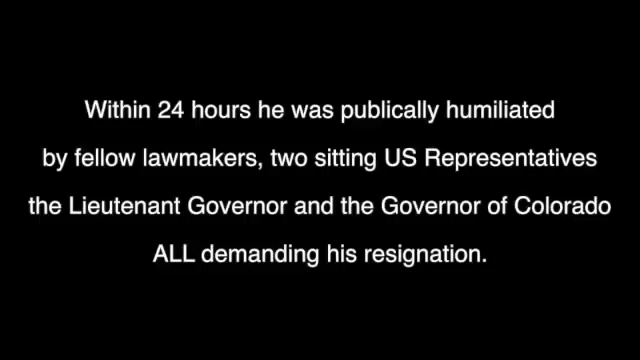 Within 24 hours he was publically humiliated
by fellow lawmakers, two sitting US Representatives
the Lieutenant Governor and the Governor of Colorado
ALL demanding his resignation.